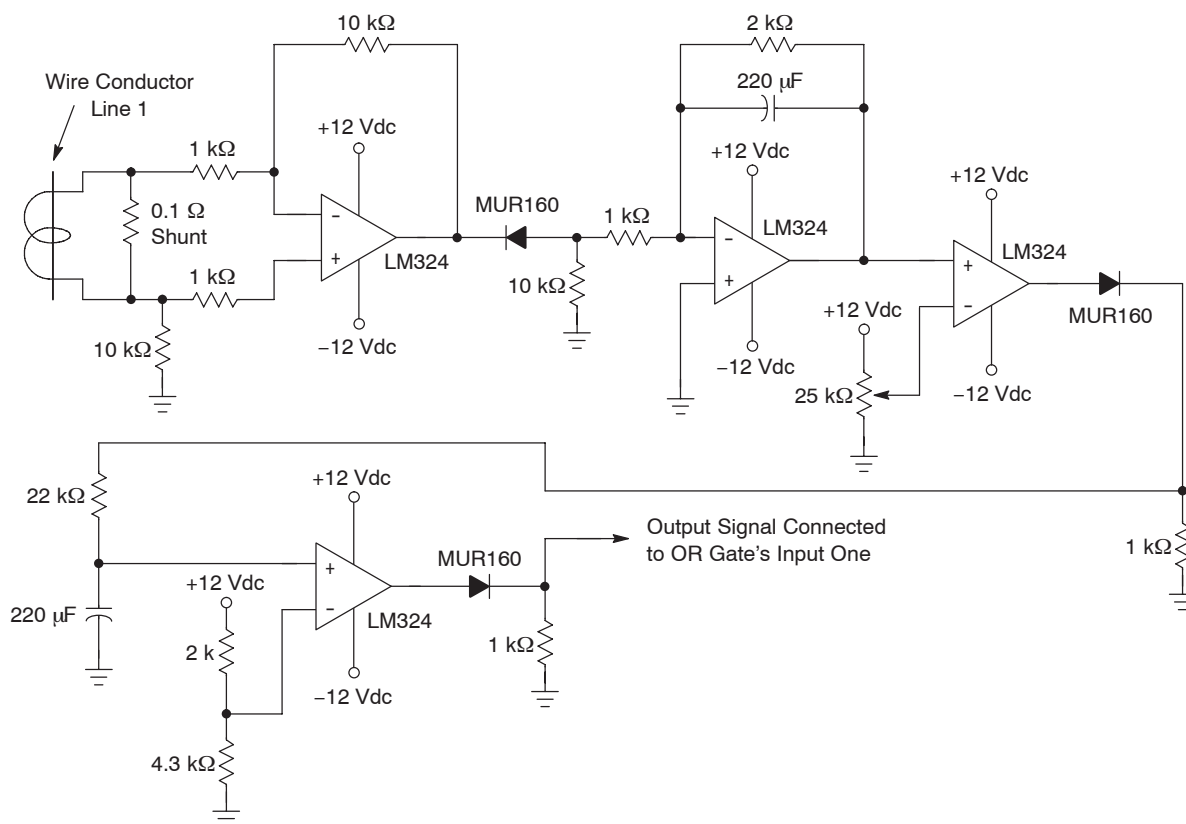 10 kΩ
2 kΩ
Wire Conductor
Line 1
220 μF
+12 Vdc
1 kΩ
+12 Vdc
+12 Vdc
0.1 Ω
Shunt
MUR160
1 kΩ
LM324
LM324
LM324
1 kΩ
10 kΩ
+12 Vdc
MUR160
10 kΩ
−12 Vdc
−12 Vdc
25 kΩ
−12 Vdc
22 kΩ
+12 Vdc
Output Signal Connected
to OR Gate's Input One
MUR160
1 kΩ
+12 Vdc
220 μF
LM324
2 k
1 kΩ
−12 Vdc
4.3 kΩ